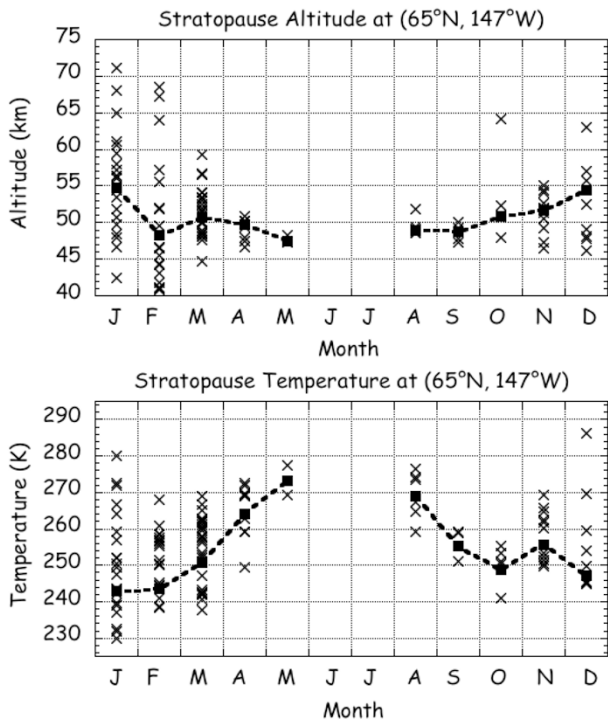 Stratopause Altitude at (65°N, 147°W)
75
70
65
60
55
50
45
40
Altitude (km)
J F M A M J J A S O N D
Month
Stratopause Temperature at (65°N, 147°W)
290
280
270
260
250
240
230
Temperature (K)
J F M A M J J A S O N D
Month